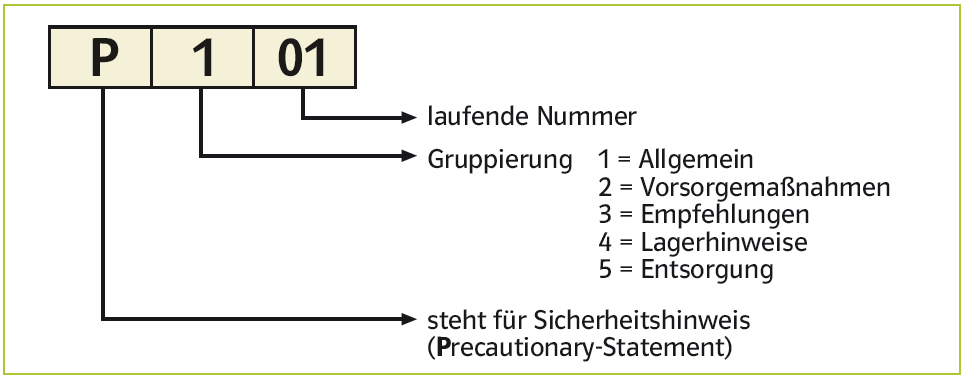 P 1 01
laufende Nummer
Gruppierung 1 = Allgemein
2 = Vorsorgemaßnahmen
3 = Empfehlungen
4 = Lagerhinweise
5 = Entsorgung
steht für Sicherheitshinweis
(Precautionary-Statement)